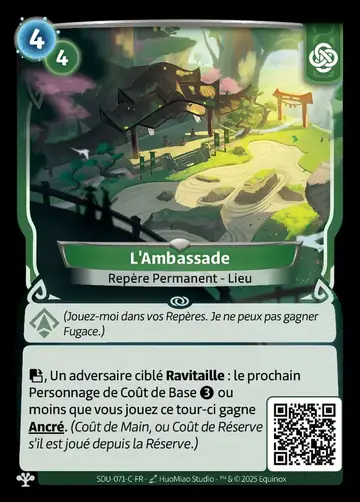 4
4
L'Ambassade
Repère Permanent - Lieu
(Jouez-moi dans vos Repères. Je ne peux pas gagner
Fugace.)
, Un adversaire ciblé Ravitaille : le prochain
Personnage de Coût de Base 3 ou
moins que vous jouez ce tour-ci gagne
Ancré. (Coût de Main, ou Coût de Réserve
s'il est joué depuis la Réserve.)
SDU-071-C-FR - HuoMiao Studio - ™ & © 2025 Equinox